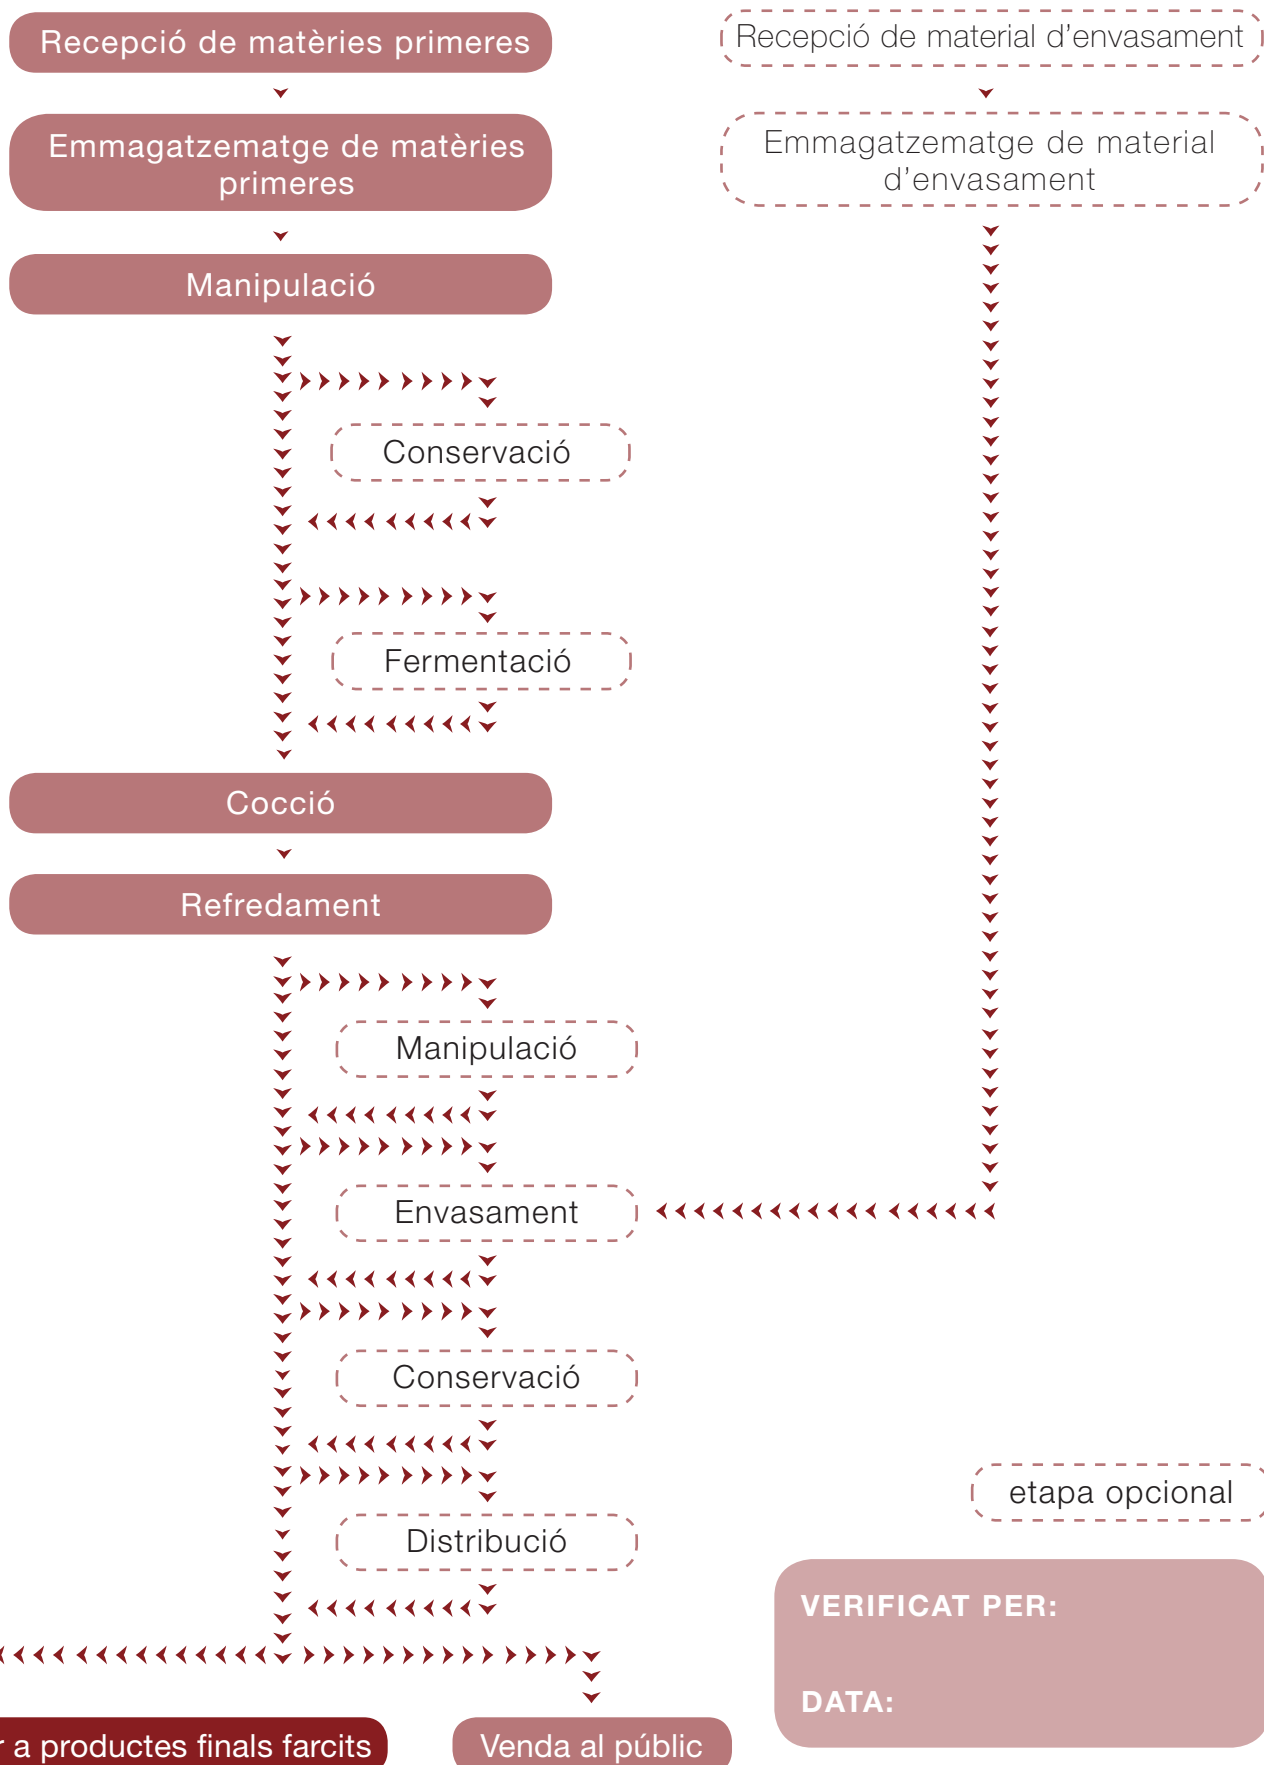 Recepció de matèries primeres
Recepció de material d'envasament
Emmagatzematge de matèries
primeres
Emmagatzematge de material
d'envasament
Manipulació
Conservació
Fermentació
Cocció
Refredament
Manipulació
Envasament
Conservació
Distribució
etapa opcional
VERIFICAT PER:
DATA:
a productes finals farcits
Venda al públic